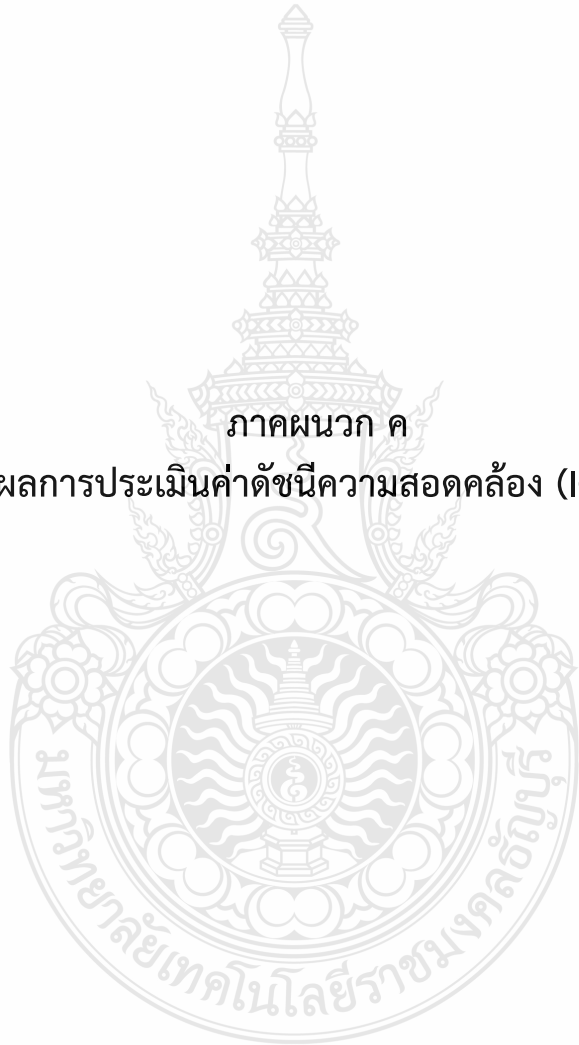 ภาคผนวก ค
ผลการประเมินค่าดัชนีความสอดคล้อง (I
มหาวิทยาลัยเทคโนโลยีราชมงคลธัญบุรี